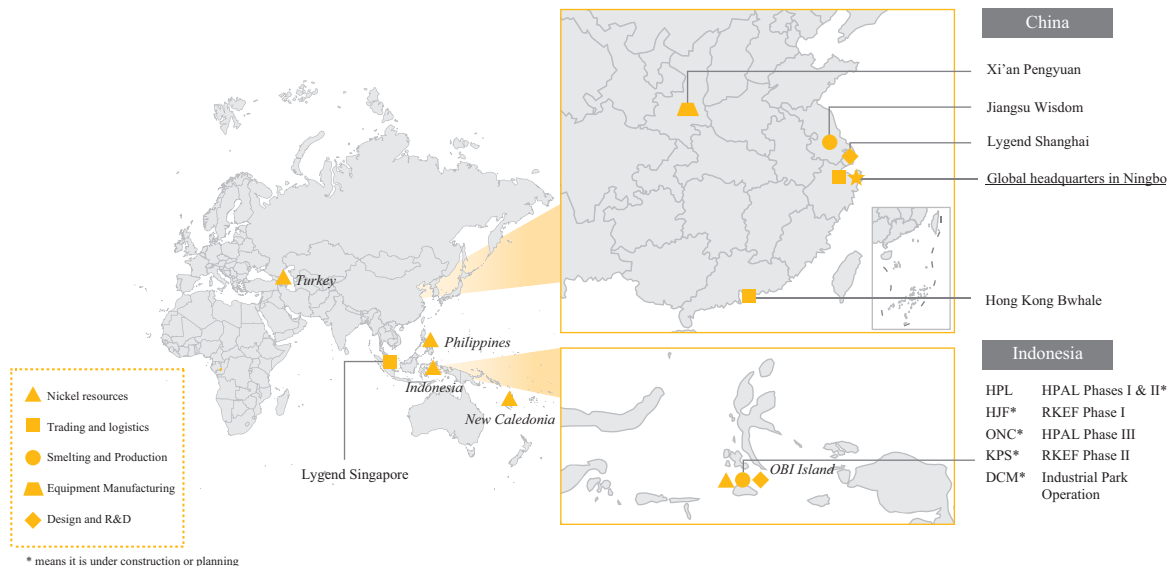 China
Xi'an Pengyuan
Jiangsu Wisdom
Lygend Shanghai
Global headquarters in Ningbo
Hong Kong Bwhale
Turkey
Philippines
Indonesia
New Caledonia
Lygend Singapore
Nickel resources
Trading and logistics
Smelting and Production
Equipment Manufacturing
Design and R&D
* means it is under construction or planning
OBI Island
Indonesia
HPL HPAL Phases I & II*
HJF* RKEF Phase I
ONC* HPAL Phase III
KPS* RKEF Phase II
DCM* Industrial Park
Operation